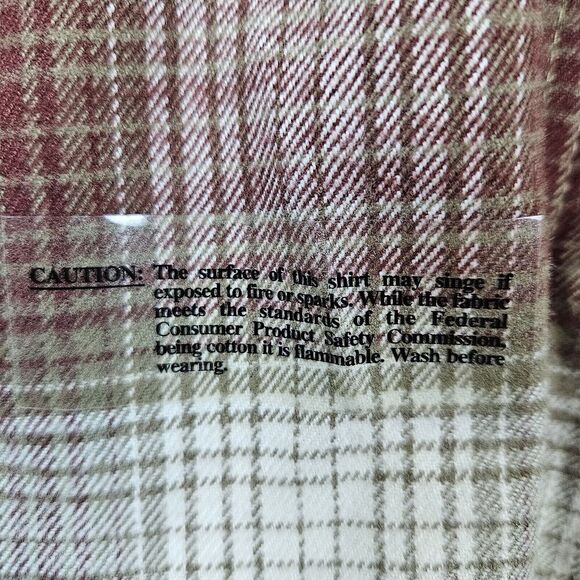 CAUTION: The surface of this shirt may singe if
exposed to fire or sparks. While the fabric
meets the standards of the Federal
Consumer Product Safety Commission,
being cotton it is flammable. Wash before
wearing.